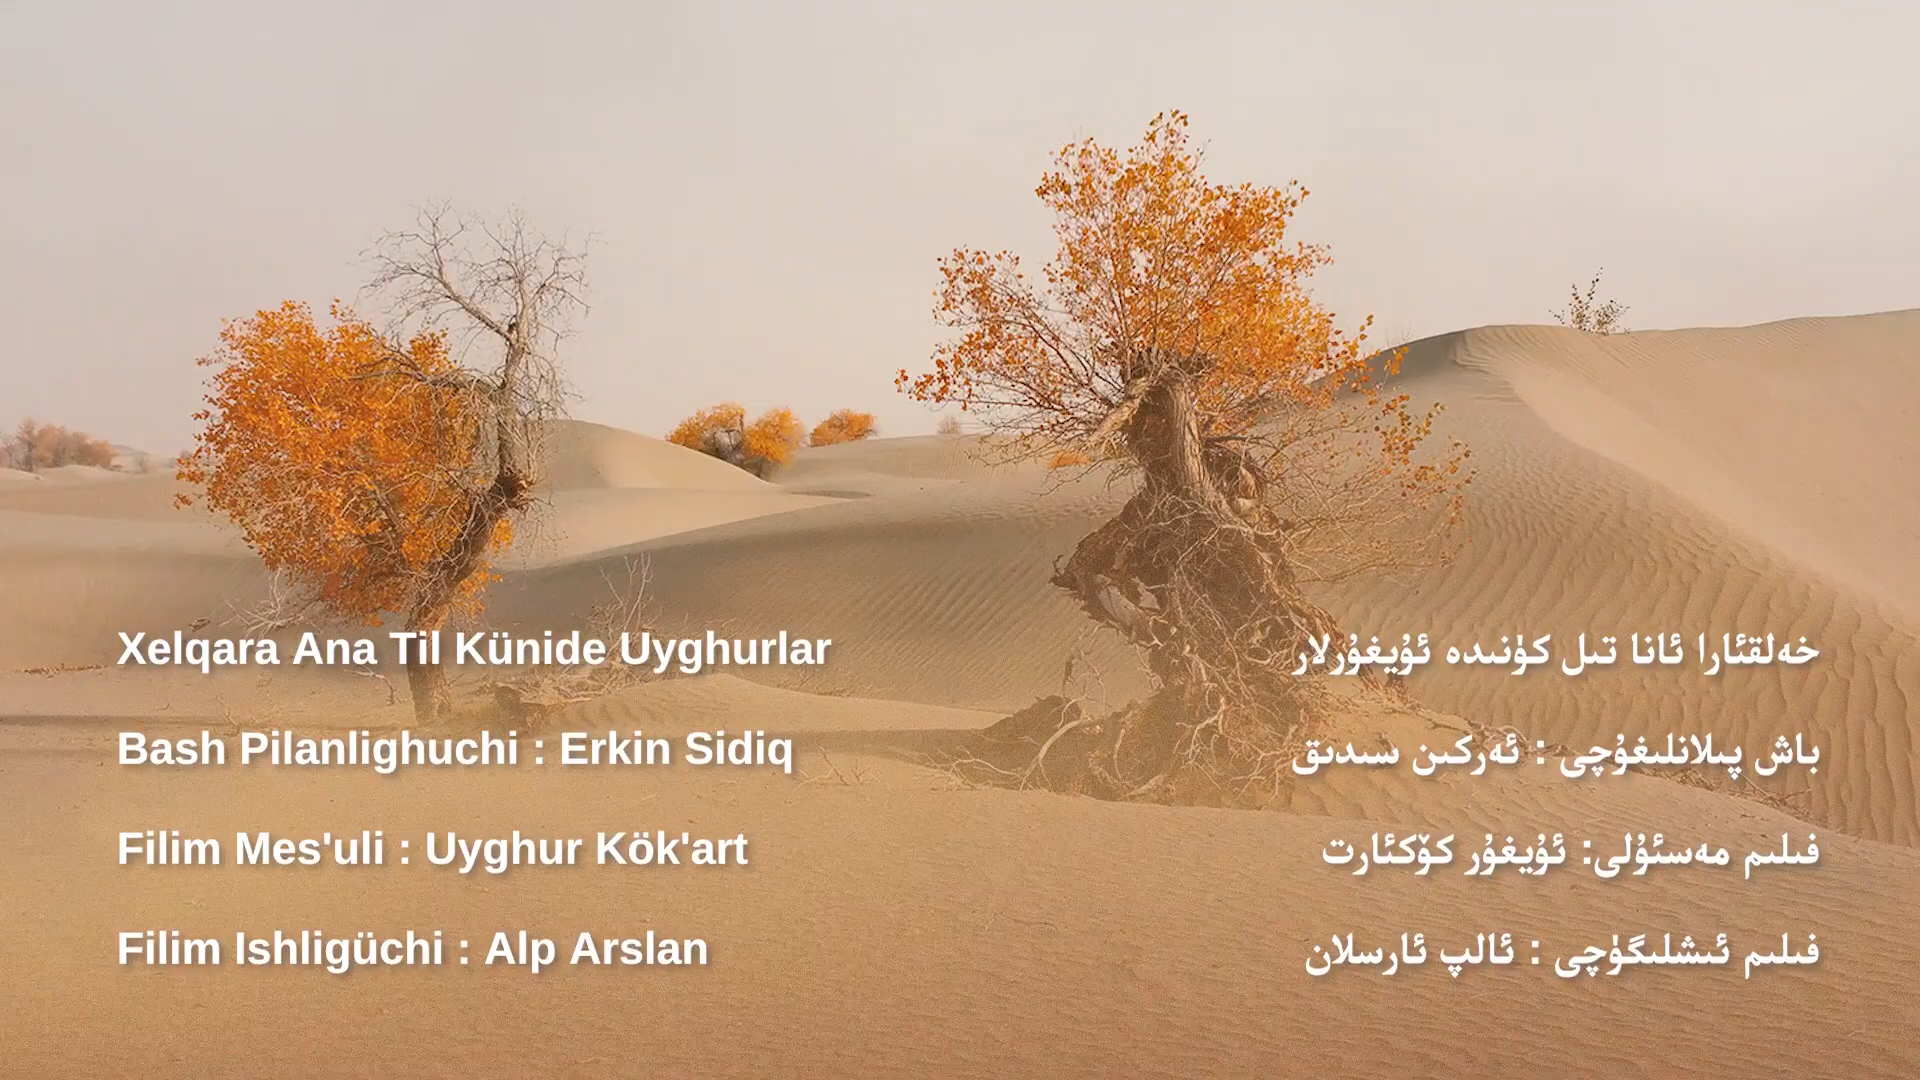 Xelqara Ana Til Künide Uyghurlar
خەلقئارا ئانا تىل كۈنىدە ئۇيغۇرلار
Bash Pilanlighuchi : Erkin Sidiq
باش پىلانلىغۇچى : ئەركىن سىدىق
Filim Mes'uli : Uyghur Kök'art
فىلىم مەسئۇلى: ئۇيغۇر كۆكئارت
Filim Ishligüchi : Alp Arslan
فىلىم ئىشلىگۈچى : ئالپ ئارسلان